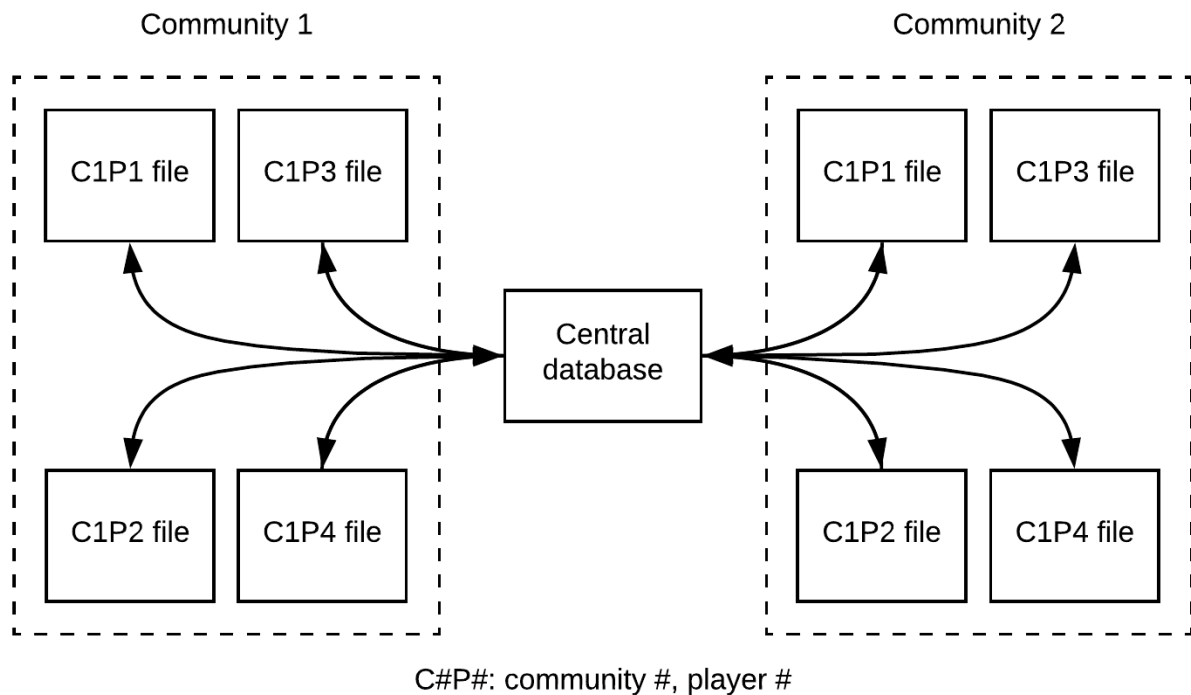 Community 1
Community 2
C1P1 file
C1P3 file
C1P1 file
C1P3 file
Central
database
C1P2 file
C1P4 file
C1P2 file
C1P4 file
C#P#: community #, player #